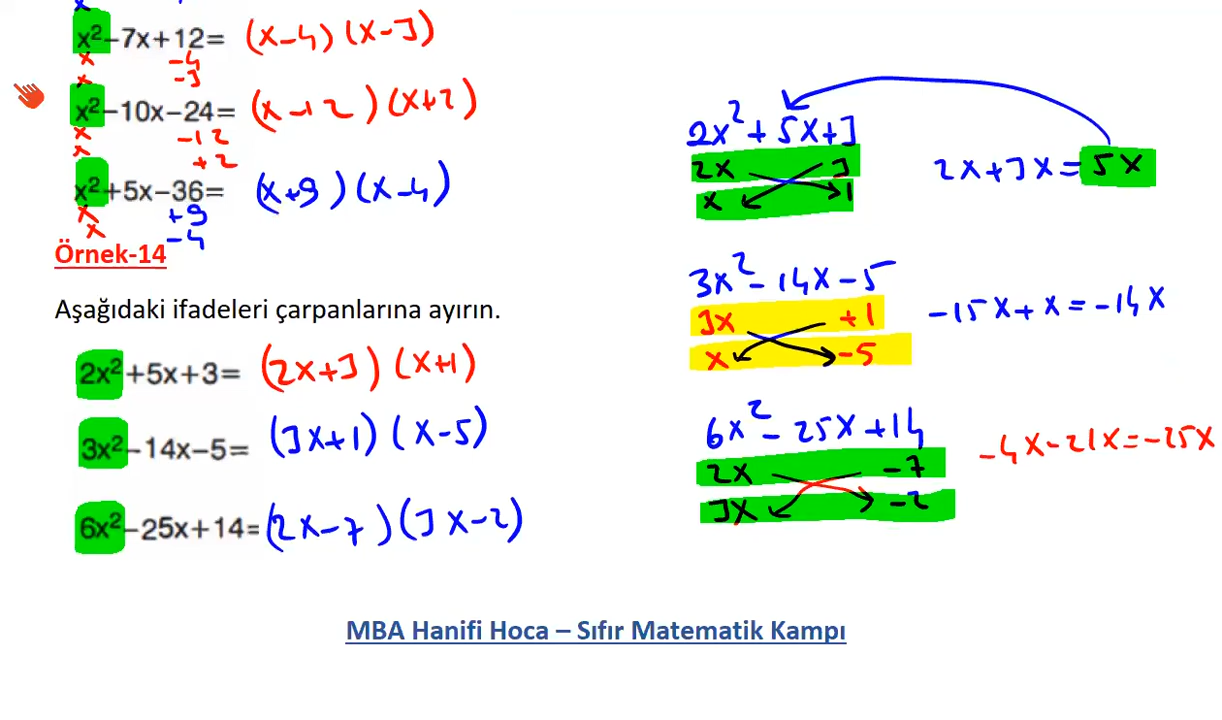 x²-7x+12= (x-4)(x-3)
x -4
x -3
x²-10x-24= (x-12)(x+2)
x -12
x +2
x²+5x-36= (x+9)(x-4)
x +9
x -4
Örnek-14
Aşağıdaki ifadeleri çarpanlarına ayırın.
2x²+5x+3= (2x+3)(x+1)
3x²-14x-5= (3x+1)(x-5)
6x²-25x+14= (2x-7)(3x-2)
2x²+5x+3
2x 3
x 1
2x+3x=5x
3x²-14x-5
3x +1
x -5
-15x+x=-14x
6x²-25x+14
2x -7
3x -2
-4x-21x=-25x
MBA Hanifi Hoca – Sıfır Matematik Kampı